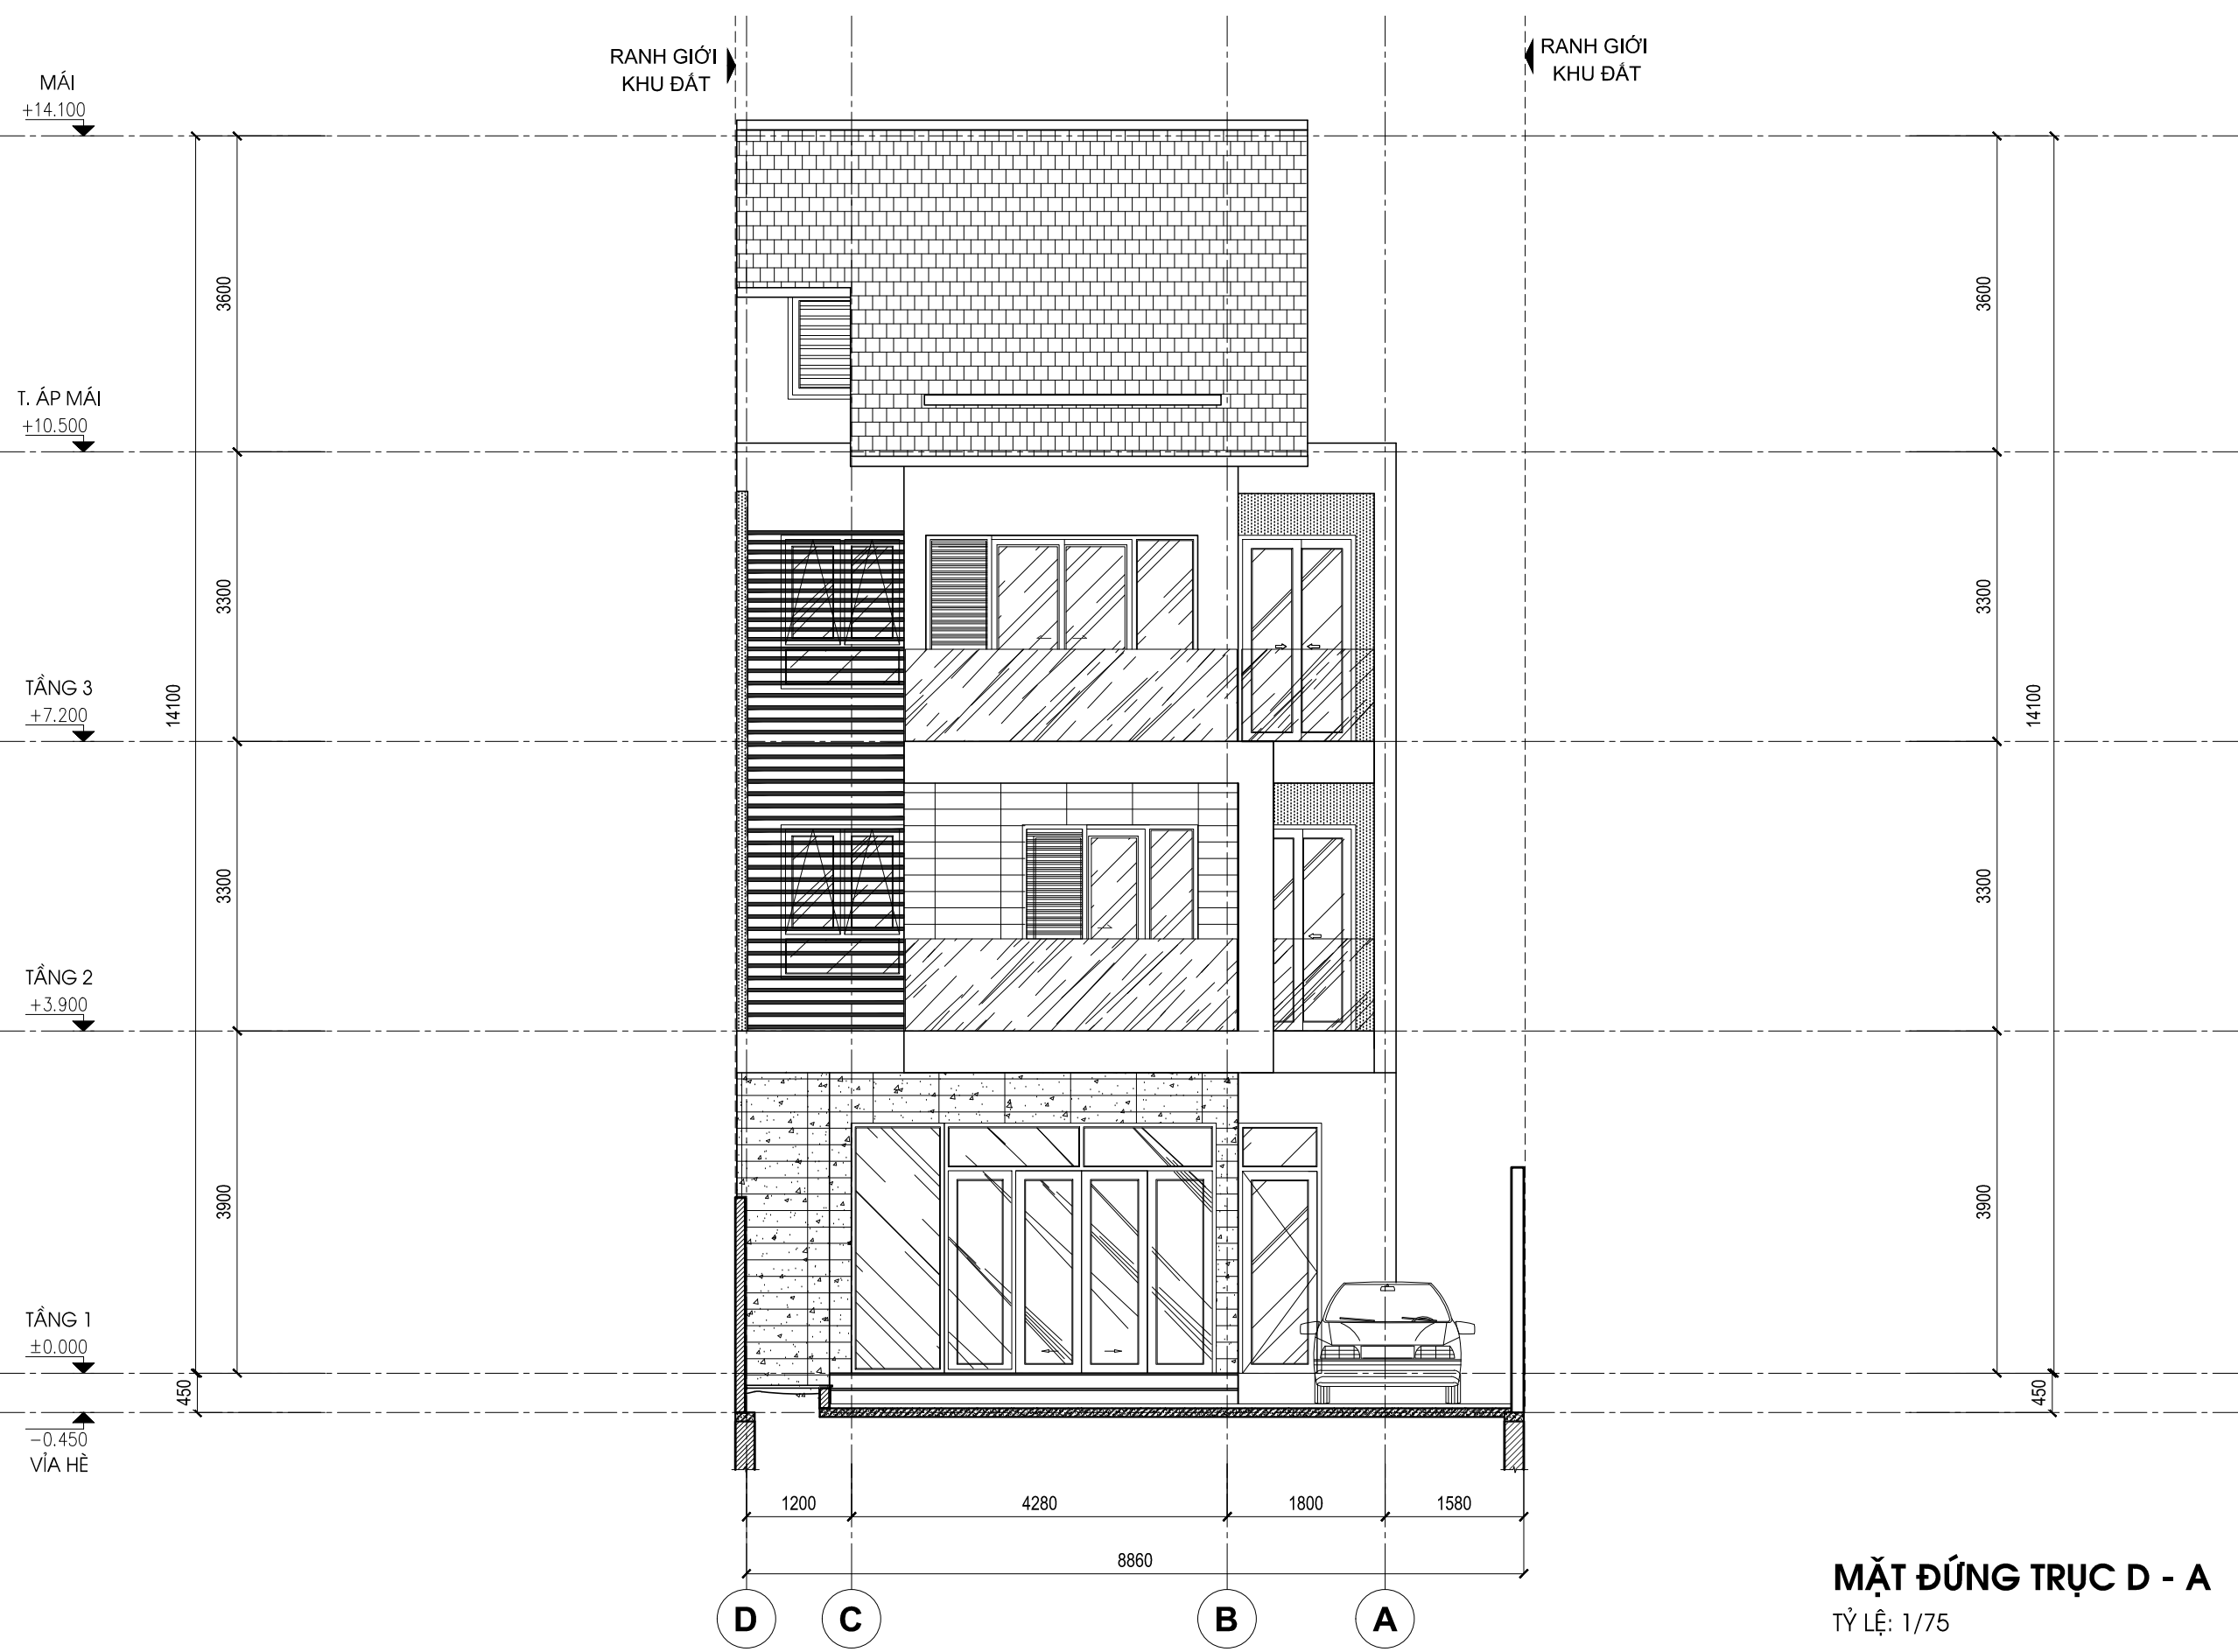 RANH GIỚI
KHU ĐẤT
RANH GIỚI
KHU ĐẤT
MÁI
+14.100
3600
3600
T. ÁP MÁI
+10.500
3300
3300
TẦNG 3
+7.200
14100
14100
3300
3300
TẦNG 2
+3.900
3900
3900
TẦNG 1
±0.000
450
450
-0.450
VỈA HÈ
1200
4280
1800
1580
8860
D
C
B
A
MẶT ĐỨNG TRỤC D - A
TỶ LỆ: 1/75